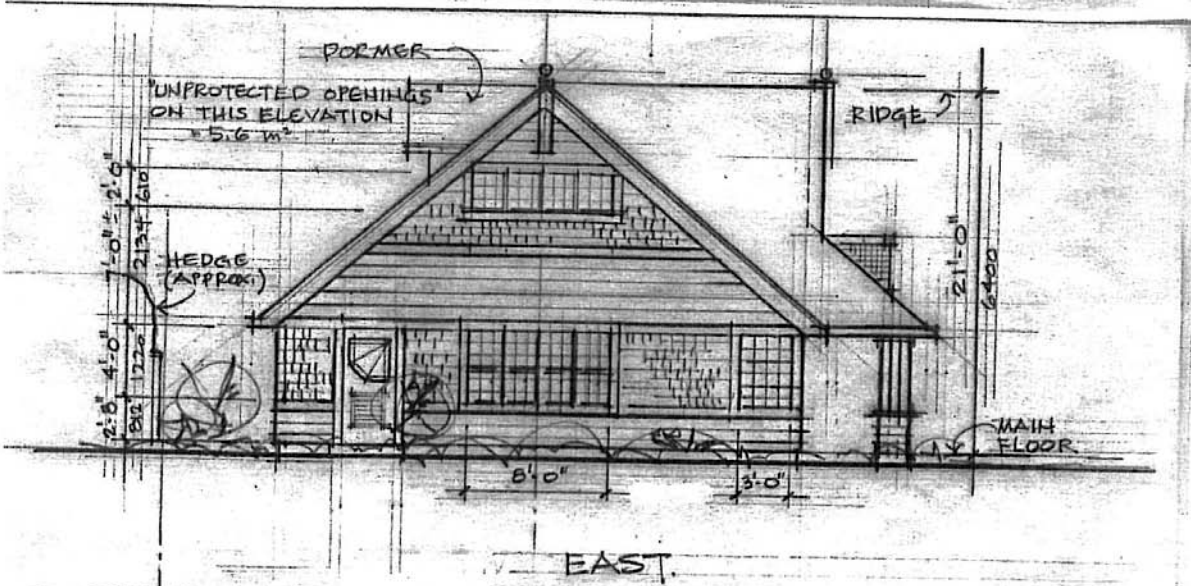 DORMER
"UNPROTECTED OPENINGS"
ON THIS ELEVATION
= 5.6 m²
RIDGE
2'-0"
610
7'-0"
2134
HEDGE
(APPROX.)
4'-0"
1220
2'-8"
812
21'-0"
6400
MAIN
FLOOR
8'-0"
3'-0"
EAST.